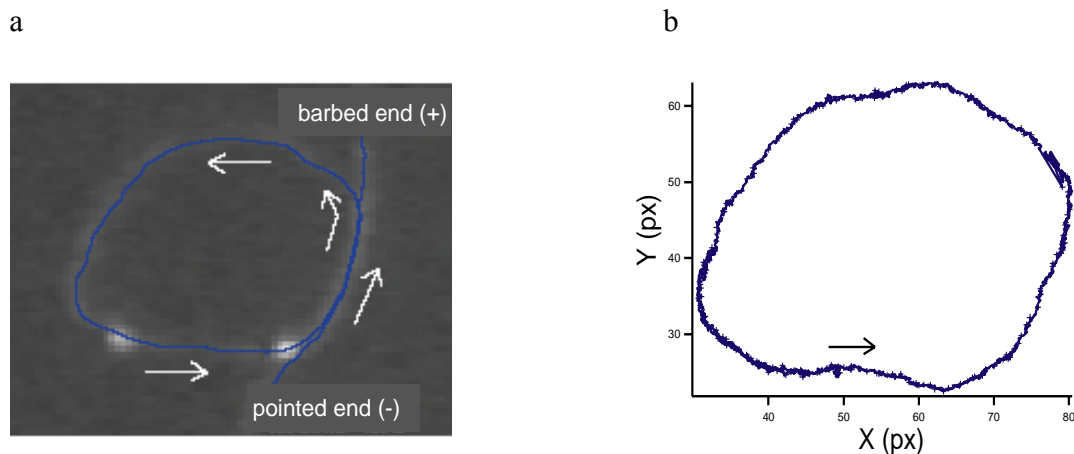 a
b
barbed end (+)
pointed end (-)
60
50
40
30
Y (px)
40
50
60
70
80
X (px)